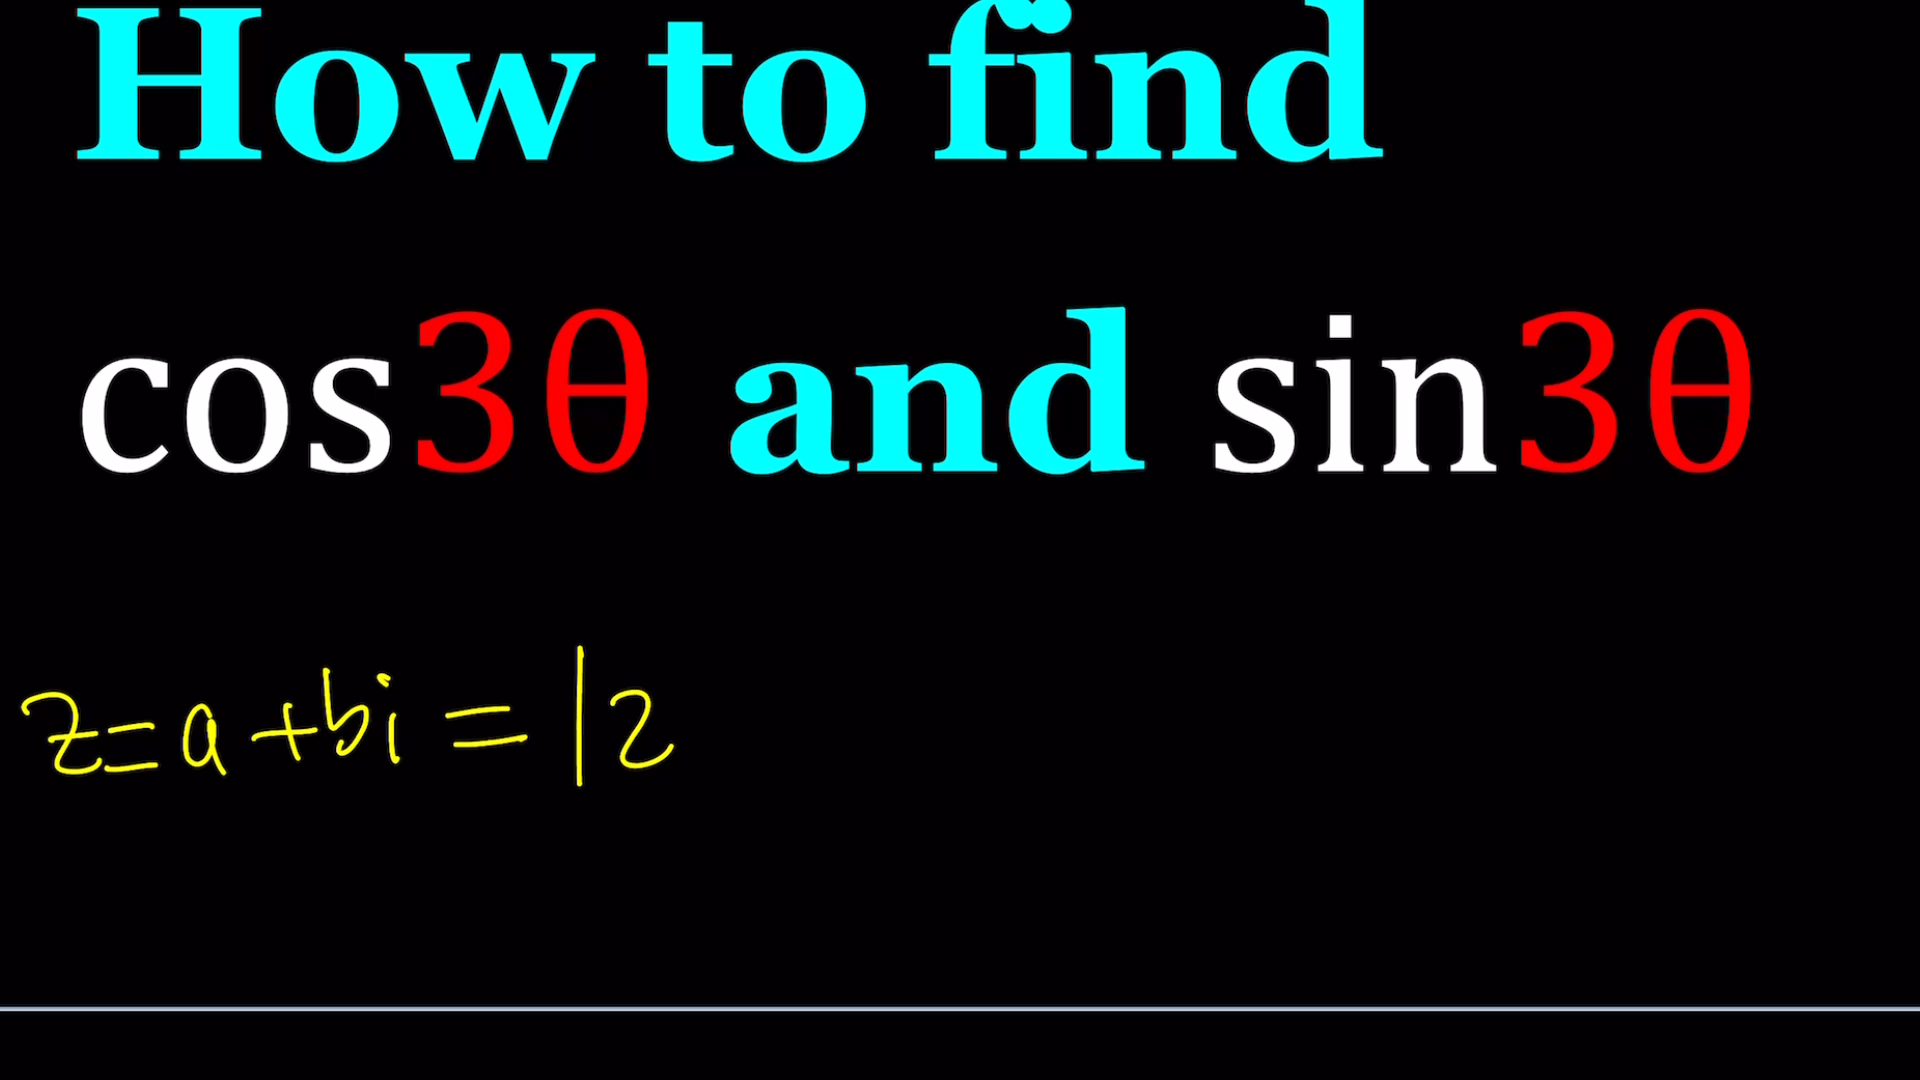 How to find
cos3θ and sin3θ
z=a+bi=|z